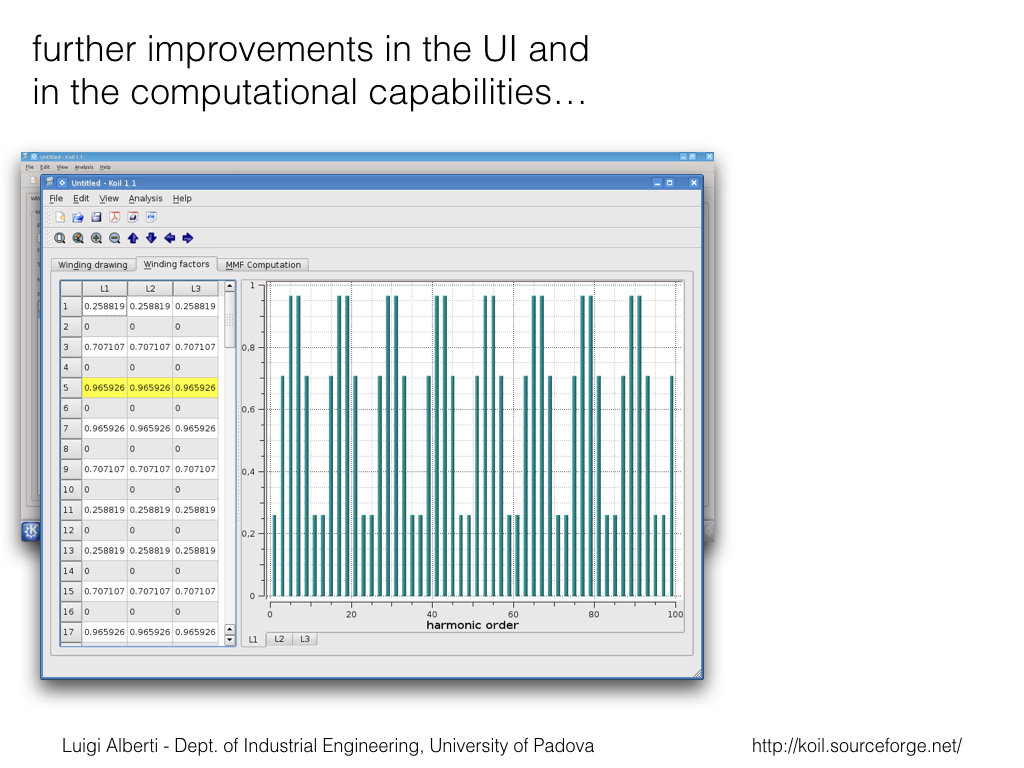 further improvements in the UI and
in the computational capabilities…
Untitled - Koil 1.1
File Edit View Analysis Help
Untitled - Koil 1.1
File Edit View Analysis Help
Winding drawing Winding factors MMF Computation
L1 L2 L3
1 0.258819 0.258819 0.258819
2 0 0 0
3 0.707107 0.707107 0.707107
4 0 0 0
5 0.965926 0.965926 0.965926
6 0 0 0
7 0.965926 0.965926 0.965926
8 0 0 0
9 0.707107 0.707107 0.707107
10 0 0 0
11 0.258819 0.258819 0.258819
12 0 0 0
13 0.258819 0.258819 0.258819
14 0 0 0
15 0.707107 0.707107 0.707107
16 0 0 0
17 0.965926 0.965926 0.965926
1
0,8
0,6
0,4
0,2
0
0 20 40 60 80 100
harmonic order
L1 L2 L3
Luigi Alberti - Dept. of Industrial Engineering, University of Padova
http://koil.sourceforge.net/